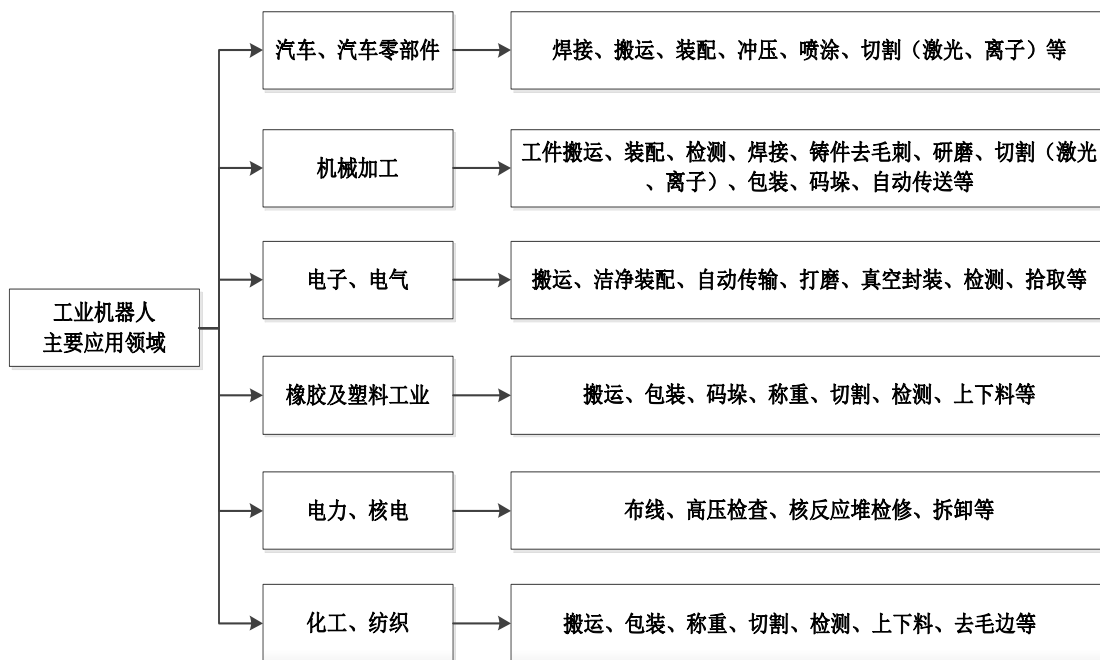 汽车、汽车零部件
焊接、搬运、装配、冲压、喷涂、切割（激光、离子）等
机械加工
工件搬运、装配、检测、焊接、铸件去毛刺、研磨、切割（激光
、离子）、包装、码垛、自动传送等
电子、电气
搬运、洁净装配、自动传输、打磨、真空封装、检测、拾取等
工业机器人
主要应用领域
橡胶及塑料工业
搬运、包装、码垛、称重、切割、检测、上下料等
电力、核电
布线、高压检查、核反应堆检修、拆卸等
化工、纺织
搬运、包装、称重、切割、检测、上下料、去毛边等